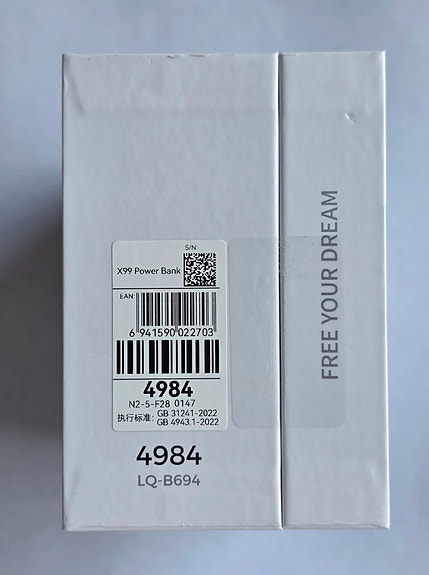 S/N:
X99 Power Bank
EAN:
6 941590 022703
4984
N2-5-F28 0147
执行标准: GB 31241-2022
GB 4943.1-2022
4984
LQ-B694
FREE YOUR DREAM